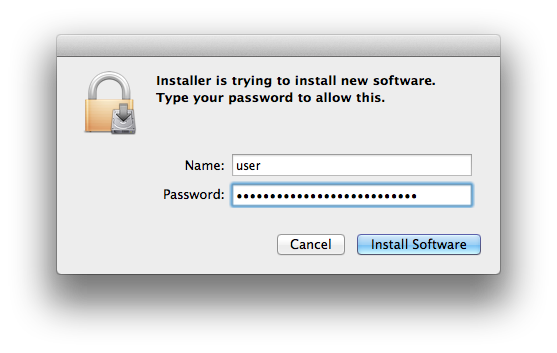 Installer is trying to install new software.
Type your password to allow this.
Name: user
Password: •••••••••••••••••••••••••••
Cancel Install Software